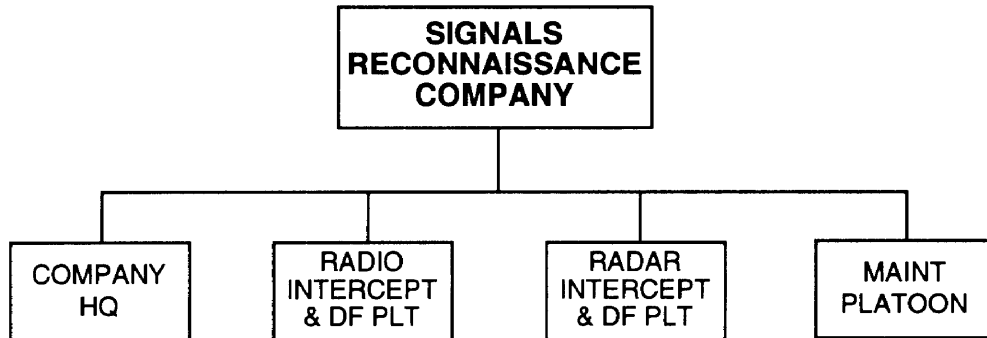 SIGNALS
RECONNAISSANCE
COMPANY
COMPANY
HQ
RADIO
INTERCEPT
& DF PLT
RADAR
INTERCEPT
& DF PLT
MAINT
PLATOON